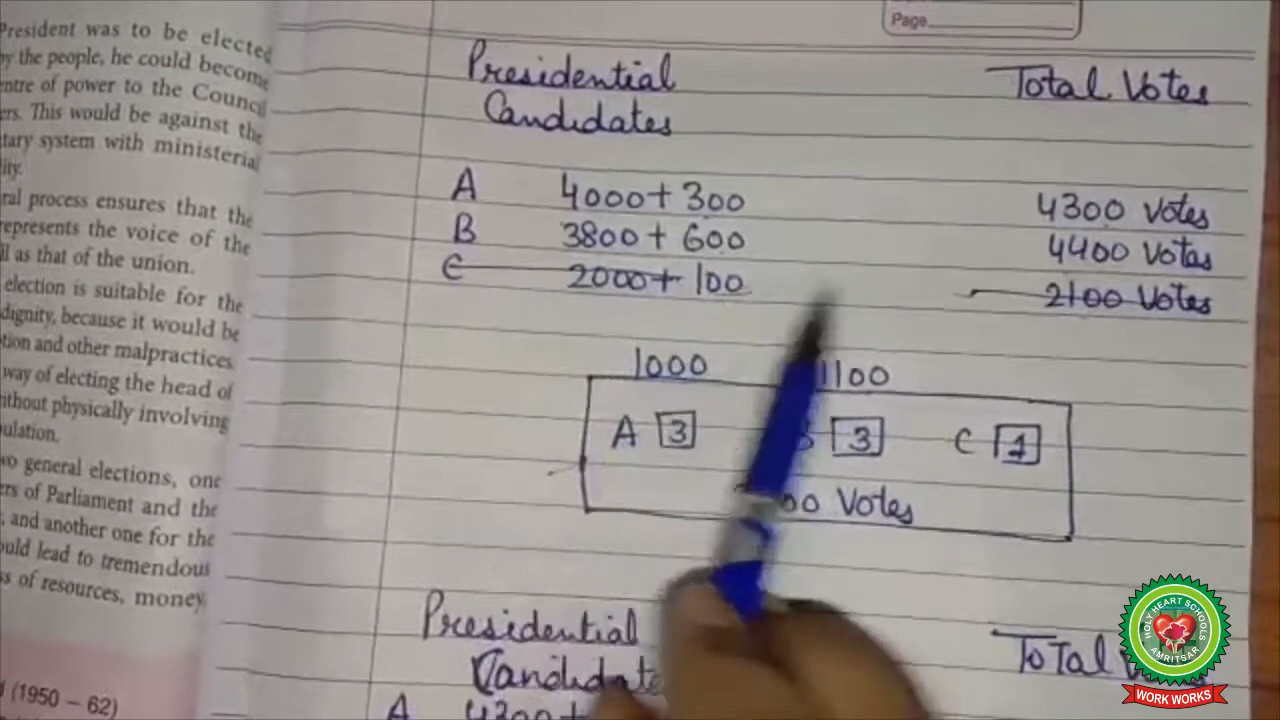 President was to be elected
by the people, he could become
entre of power to the Council
ers. This would be against the
tary system with ministerial
lity.
ral process ensures that the
represents the voice of the
ll as that of the union.
election is suitable for the
dignity, because it would be
tion and other malpractices
way of electing the head of
without physically involving
ulation.
wo general elections, one
ers of Parliament and the
, and another one for the
ould lead to tremendous
ss of resources, money,
(1950 – 62)
Page
Presidential Total Votes
Candidates
A 4000 + 300 4300 Votes
B 3800 + 600 4400 Votes
C 2000 + 100 2100 Votes
1000 1100
A 3 B 3 C 1
00 Votes
Presidential Total
Candidate
A 4300 +
HOLY HEART SCHOOLS
AMRITSAR
WORK WORKS